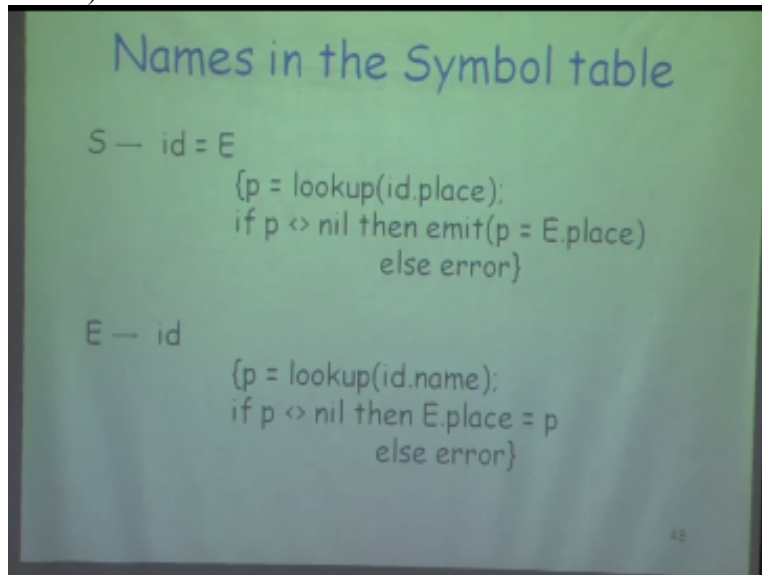 Names in the Symbol table
S — id = E
{p = lookup(id.place);
if p <> nil then emit(p = E.place)
else error}
E — id
{p = lookup(id.name);
if p <> nil then E.place = p
else error}
48